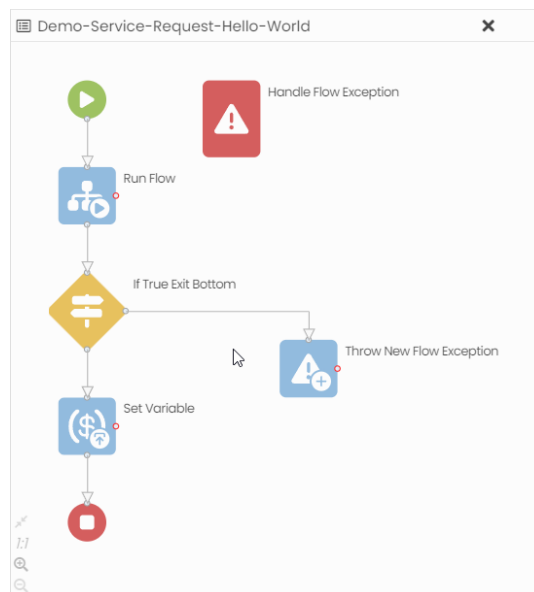 Demo-Service-Request-Hello-World
Handle Flow Exception
Run Flow
If True Exit Bottom
Throw New Flow Exception
Set Variable
1:1